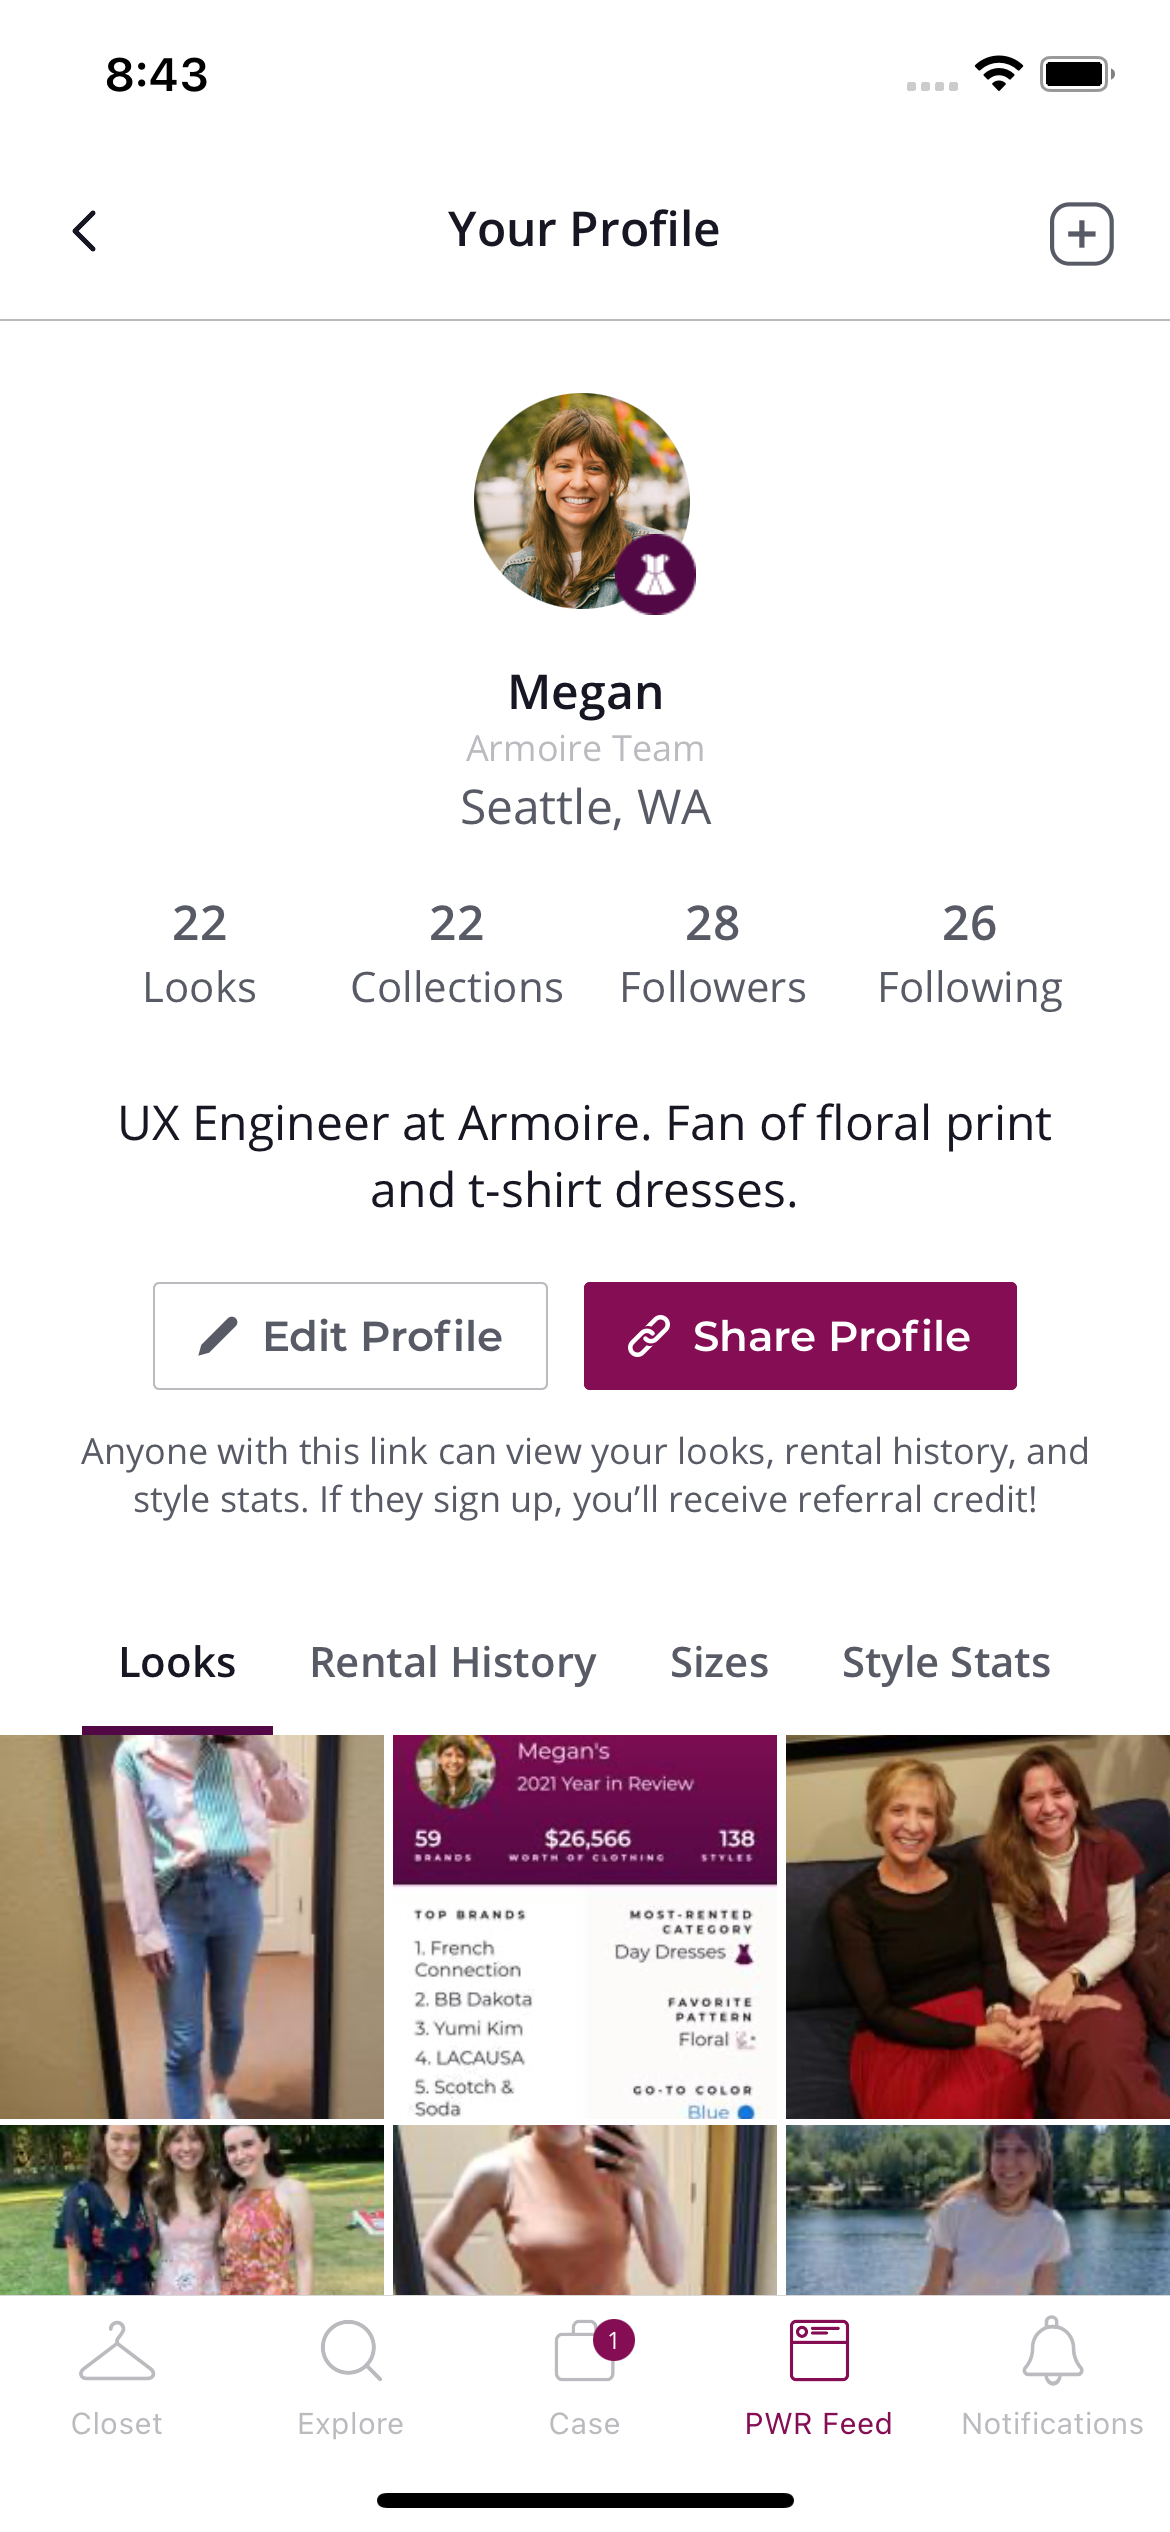 8:43
Your Profile
Megan
Armoire Team
Seattle, WA
22 22 28 26
Looks Collections Followers Following
UX Engineer at Armoire. Fan of floral print
and t-shirt dresses.
Edit Profile Share Profile
Anyone with this link can view your looks, rental history, and
style stats. If they sign up, you’ll receive referral credit!
Looks Rental History Sizes Style Stats
Megan's
2021 Year in Review
59 $26,566 138
BRANDS WORTH OF CLOTHING STYLES
TOP BRANDS
1. French
Connection
2. BB Dakota
3. Yumi Kim
4. LACAUSA
5. Scotch &
Soda
MOST-RENTED
CATEGORY
Day Dresses
FAVORITE
PATTERN
Floral
GO-TO COLOR
Blue
1
Closet Explore Case PWR Feed Notifications